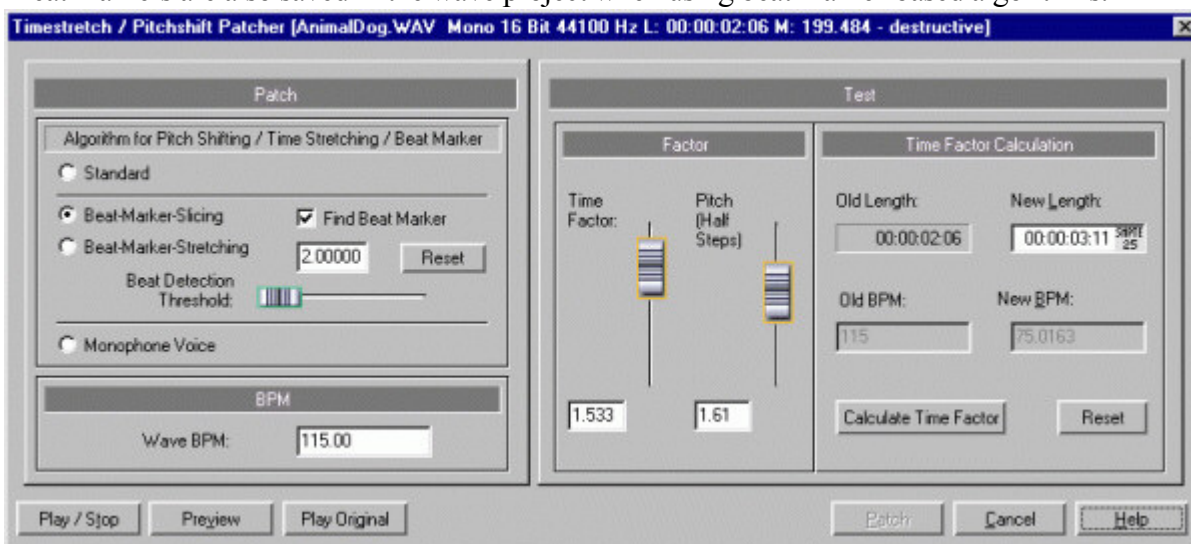 Timestretch / Pitchshift Patcher [AnimalDog.WAV Mono 16 Bit 44100 Hz L: 00:00:02:06 M: 199.484 - destructive]
Patch
Algorithm for Pitch Shifting / Time Stretching / Beat Marker
Standard
Beat-Marker-Slicing
Find Beat Marker
Beat-Marker-Stretching
2.00000
Reset
Beat Detection
Threshold:
Monophone Voice
BPM
Wave BPM:
115.00
Test
Factor
Time
Factor:
Pitch
(Half
Steps)
1.533
1.61
Time Factor Calculation
Old Length:
New Length:
00:00:02:06
00:00:03:11
SMPTE
25
Old BPM:
New BPM:
115
75.0163
Calculate Time Factor
Reset
Play / Stop
Preview
Play Original
Patch
Cancel
Help